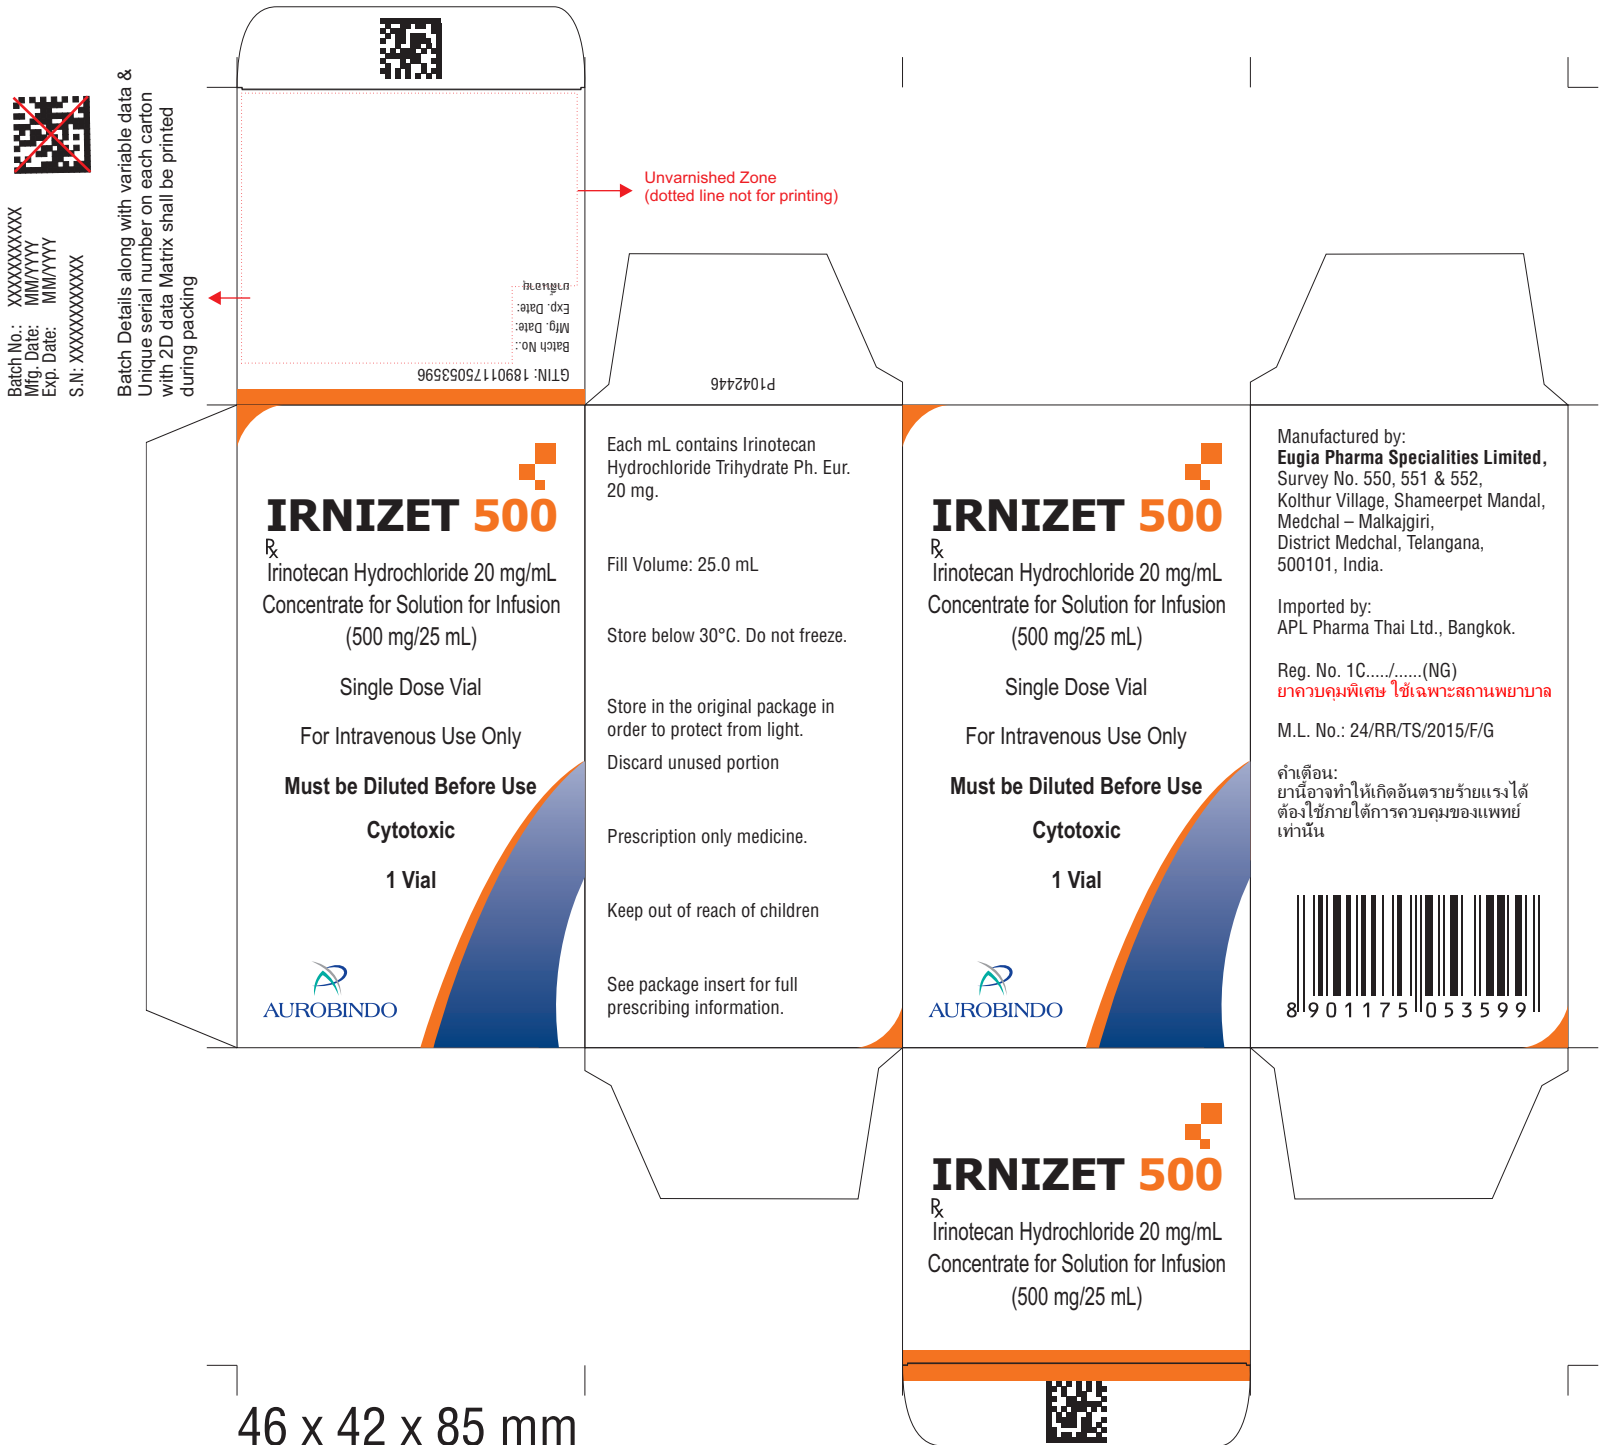 Batch No.: XXXXXXXXXXX
Mfg. Date: MM/YYYY
Exp. Date: MM/YYYY
S.N: XXXXXXXXXXXX
Batch Details along with variable data &
Unique serial number on each carton
with 2D data Matrix shall be printed
during packing
Unvarnished Zone
(dotted line not for printing)
GTIN: 18901175053596
Batch No.:
Mfg. Date:
Exp. Date:
ยาสิ้นอายุ
P1042446
IRNIZET 500
Rx
Irinotecan Hydrochloride 20 mg/mL
Concentrate for Solution for Infusion
(500 mg/25 mL)
Single Dose Vial
For Intravenous Use Only
Must be Diluted Before Use
Cytotoxic
1 Vial
AUROBINDO
Each mL contains Irinotecan
Hydrochloride Trihydrate Ph. Eur.
20 mg.
Fill Volume: 25.0 mL
Store below 30°C. Do not freeze.
Store in the original package in
order to protect from light.
Discard unused portion
Prescription only medicine.
Keep out of reach of children
See package insert for full
prescribing information.
IRNIZET 500
Rx
Irinotecan Hydrochloride 20 mg/mL
Concentrate for Solution for Infusion
(500 mg/25 mL)
Single Dose Vial
For Intravenous Use Only
Must be Diluted Before Use
Cytotoxic
1 Vial
AUROBINDO
Manufactured by:
Eugia Pharma Specialities Limited,
Survey No. 550, 551 & 552,
Kolthur Village, Shameerpet Mandal,
Medchal – Malkajgiri,
District Medchal, Telangana,
500101, India.
Imported by:
APL Pharma Thai Ltd., Bangkok.
Reg. No. 1C...../......(NG)
ยาควบคุมพิเศษ ใช้เฉพาะสถานพยาบาล
M.L. No.: 24/RR/TS/2015/F/G
คำเตือน:
ยานี้อาจทำให้เกิดอันตรายร้ายแรงได้
ต้องใช้ภายใต้การควบคุมของแพทย์
เท่านั้น
8 901175 053599
IRNIZET 500
Rx
Irinotecan Hydrochloride 20 mg/mL
Concentrate for Solution for Infusion
(500 mg/25 mL)
46 x 42 x 85 mm